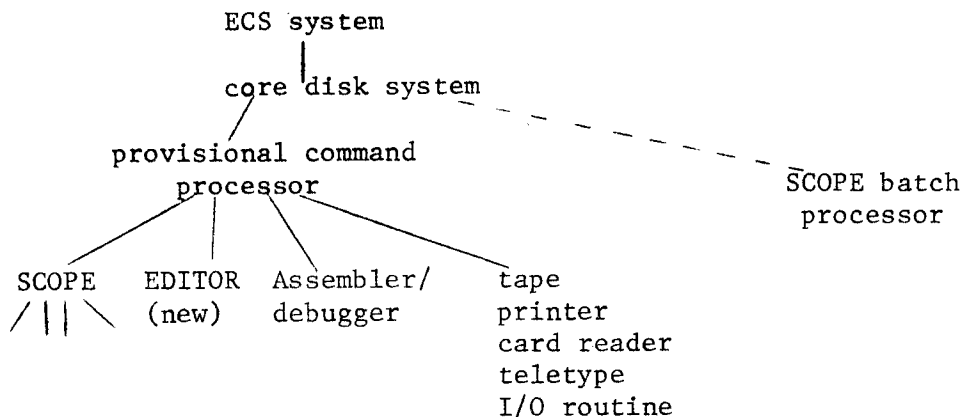 ECS system
core disk system
provisional command
processor
SCOPE batch
processor
SCOPE
EDITOR
(new)
Assembler/
debugger
tape
printer
card reader
teletype
I/O routine